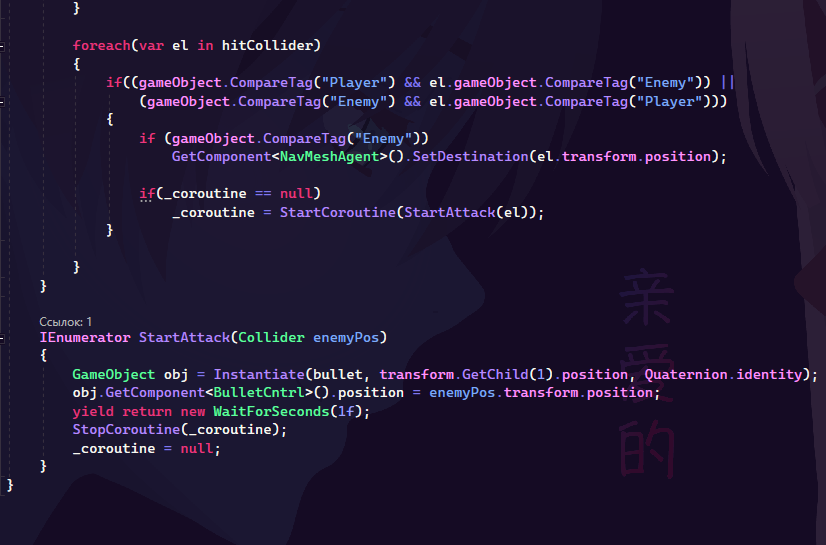 }
foreach(var el in hitCollider)
{
if((gameObject.CompareTag("Player") && el.gameObject.CompareTag("Enemy")) ||
(gameObject.CompareTag("Enemy") && el.gameObject.CompareTag("Player")))
{
if (gameObject.CompareTag("Enemy"))
GetComponent<NavMeshAgent>().SetDestination(el.transform.position);
if(_coroutine == null)
_coroutine = StartCoroutine(StartAttack(el));
}
}
}
Ссылок: 1
IEnumerator StartAttack(Collider enemyPos)
{
GameObject obj = Instantiate(bullet, transform.GetChild(1).position, Quaternion.identity);
obj.GetComponent<BulletCntrl>().position = enemyPos.transform.position;
yield return new WaitForSeconds(1f);
StopCoroutine(_coroutine);
_coroutine = null;
}
}
亲
愛
的